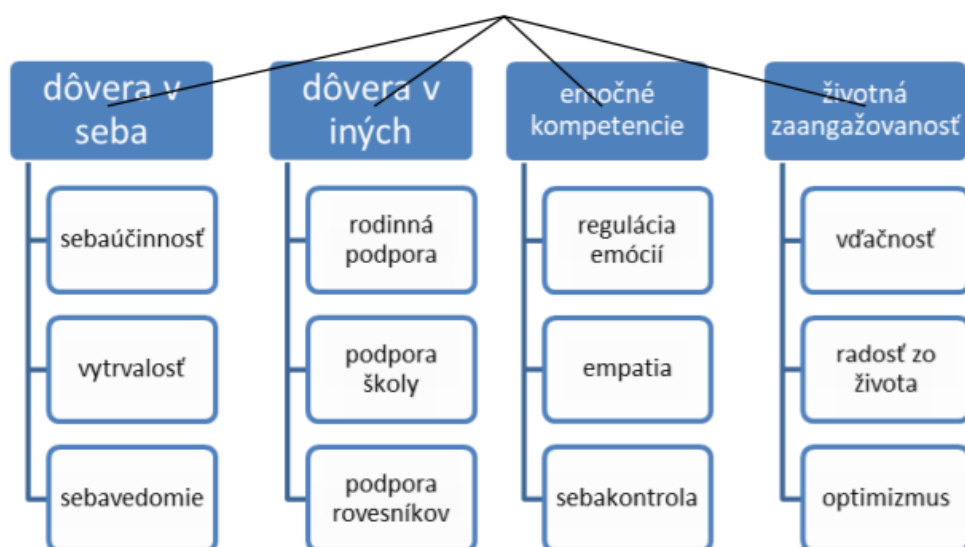 dôvera v
seba
dôvera v
iných
emočné
kompetencie
životná
zaangažovanosť
sebaúčinnosť
rodinná
podpora
regulácia
emócií
vďačnosť
vytrvalosť
podpora
školy
empatia
radosť zo
života
sebavedomie
podpora
rovesníkov
sebakontrola
optimizmus